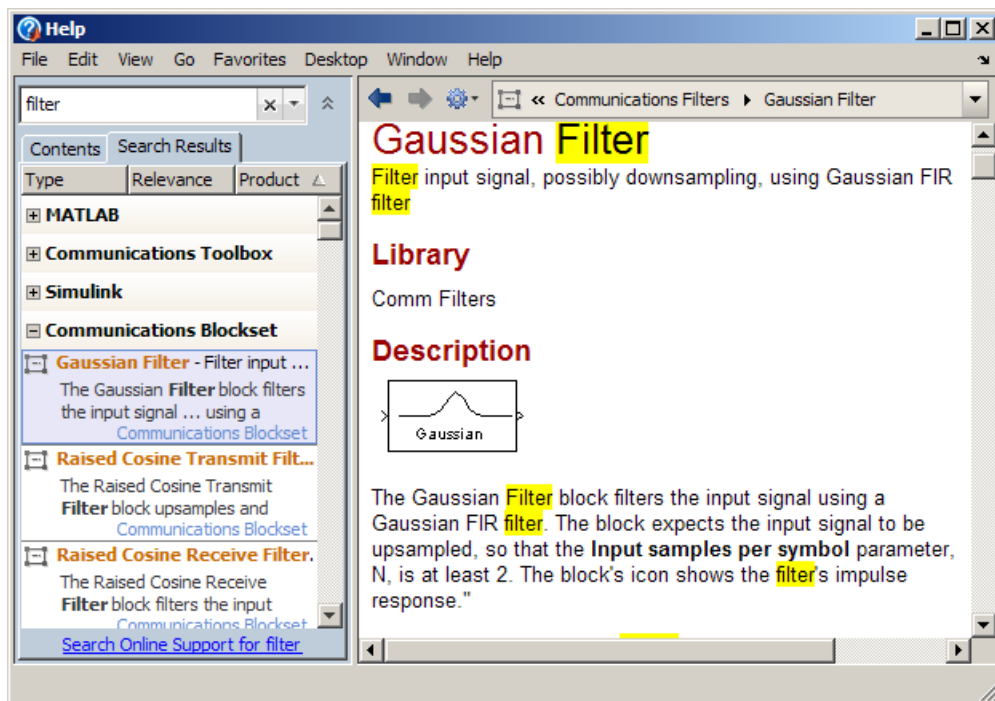 Help
File Edit View Go Favorites Desktop Window Help
filter
Contents Search Results
Type Relevance Product
MATLAB
Communications Toolbox
Simulink
Communications Blockset
Gaussian Filter - Filter input ...
The Gaussian Filter block filters
the input signal ... using a
Communications Blockset
Raised Cosine Transmit Filt...
The Raised Cosine Transmit
Filter block upsamples and
Communications Blockset
Raised Cosine Receive Filter.
The Raised Cosine Receive
Filter block filters the input
Communications Blockset
Search Online Support for filter
« Communications Filters Gaussian Filter
Gaussian Filter
Filter input signal, possibly downsampling, using Gaussian FIR
filter
Library
Comm Filters
Description
Gaussian
The Gaussian Filter block filters the input signal using a
Gaussian FIR filter. The block expects the input signal to be
upsampled, so that the Input samples per symbol parameter,
N, is at least 2. The block's icon shows the filter's impulse
response."